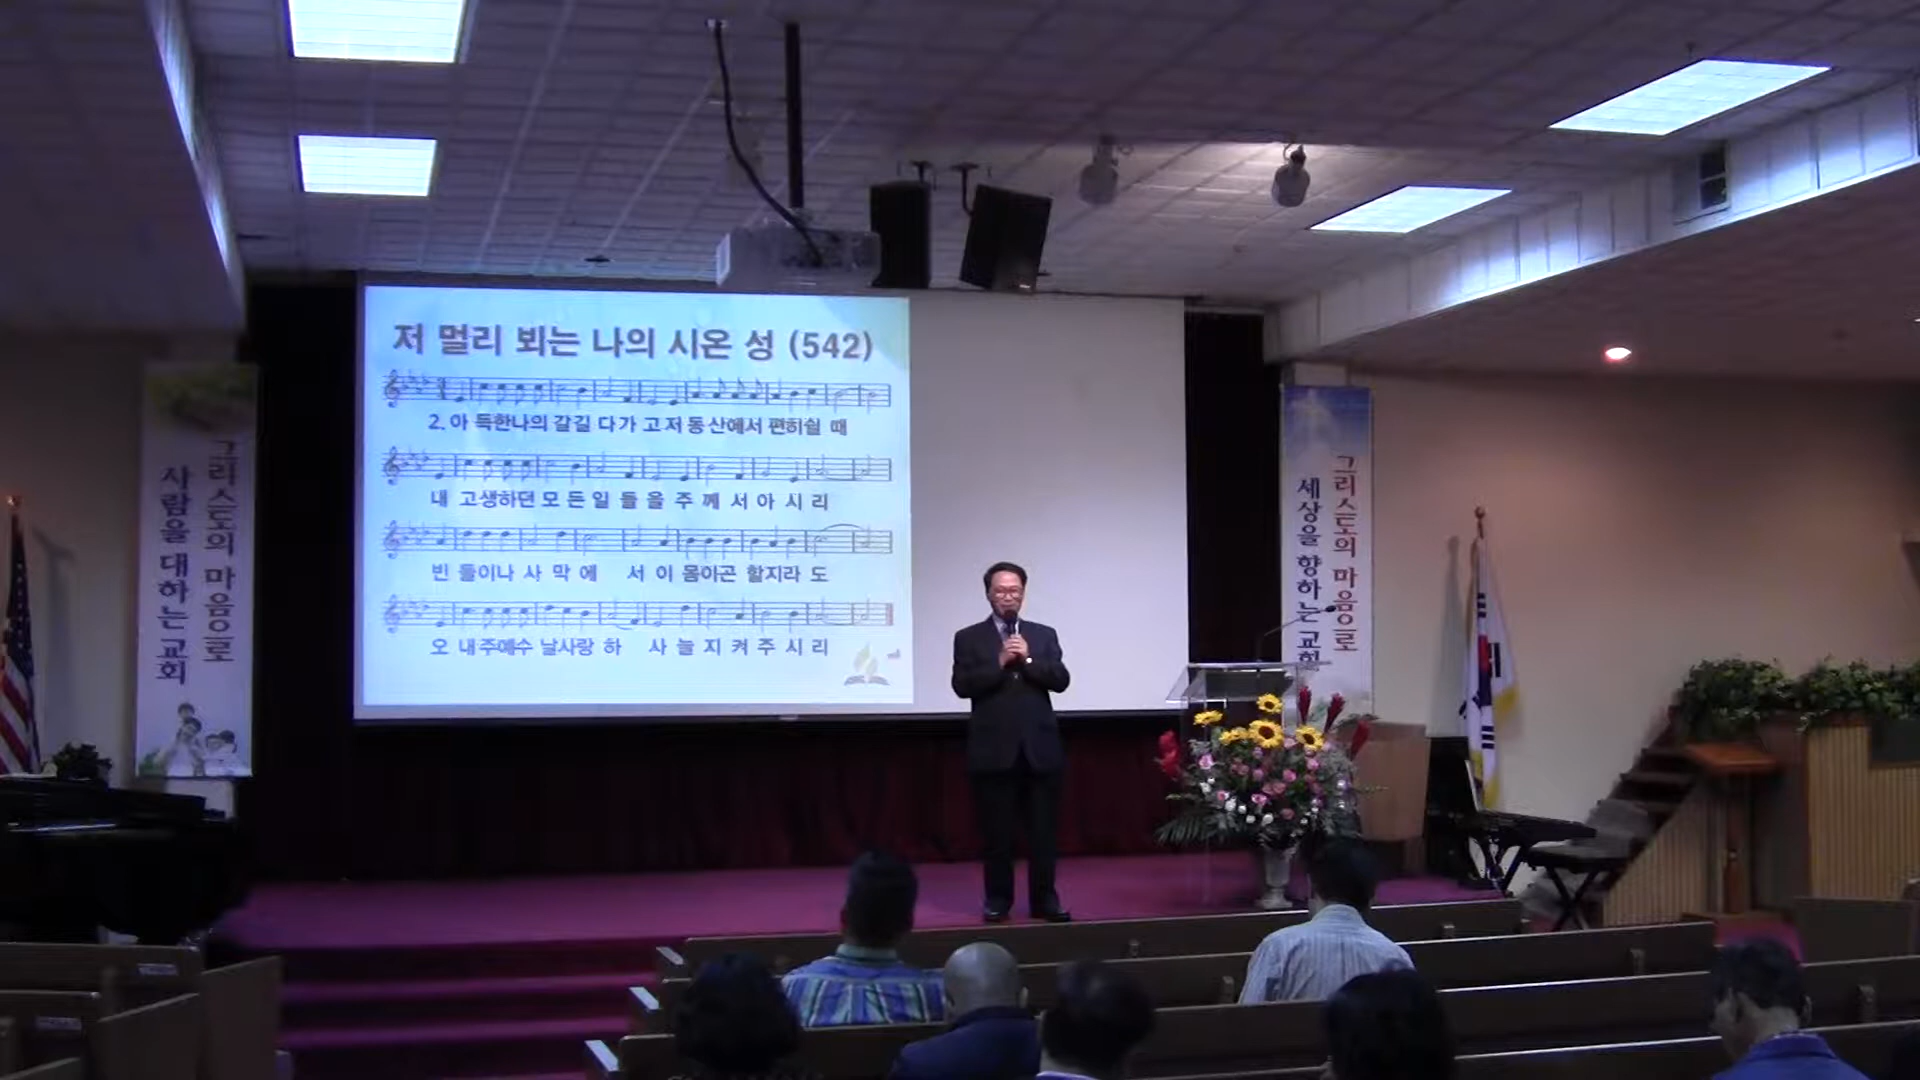 저 멀리 뵈는 나의 시온 성 (542)
2. 아 득한나의 갈길 다가 고저 동산에서 편히쉴 때
내 고생하던 모 든 일 들 을 주 께 서 아 시 리
빈 들이나 사 막 에 서 이 몸아곤 할지라 도
오 내주예수 날사랑 하 사 늘 지 켜 주 시 리
그리스도의 마음으로
사람을 대하는 교회
그리스도의 마음으로
세상을 향하는 교회